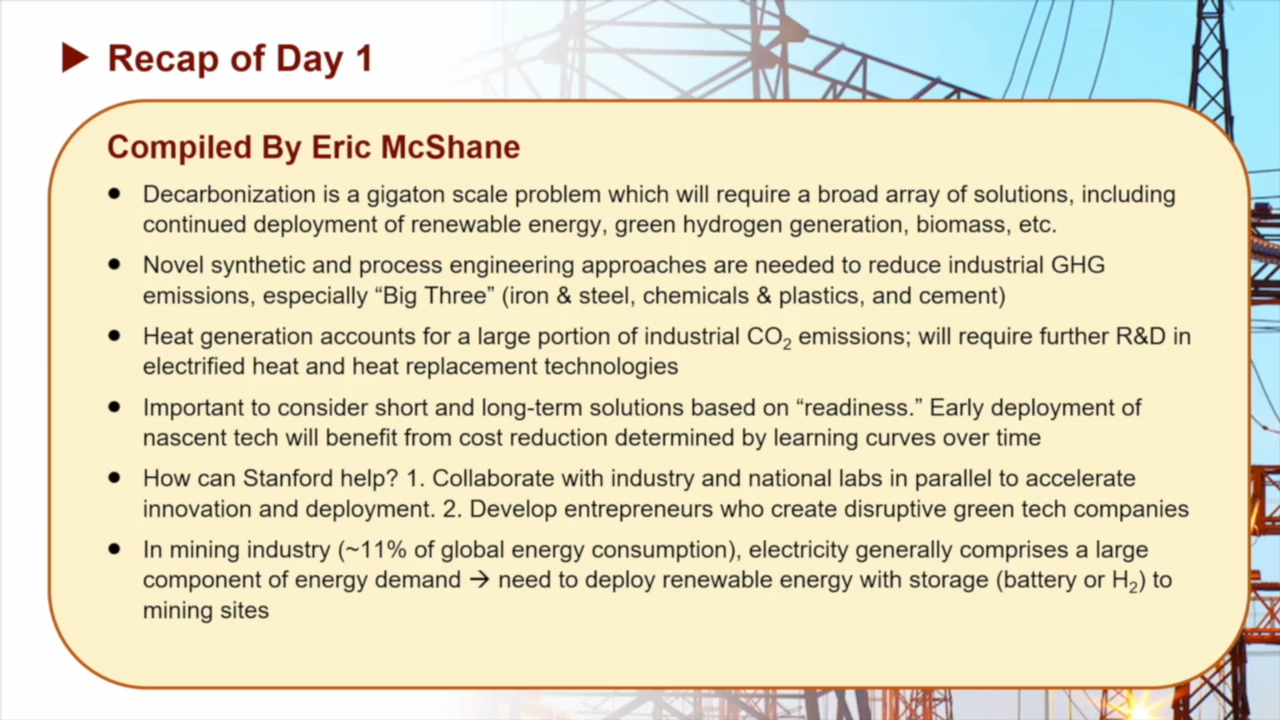 Recap of Day 1
Compiled By Eric McShane
● Decarbonization is a gigaton scale problem which will require a broad array of solutions, including
continued deployment of renewable energy, green hydrogen generation, biomass, etc.
● Novel synthetic and process engineering approaches are needed to reduce industrial GHG
emissions, especially “Big Three” (iron & steel, chemicals & plastics, and cement)
● Heat generation accounts for a large portion of industrial CO₂ emissions; will require further R&D in
electrified heat and heat replacement technologies
● Important to consider short and long-term solutions based on “readiness.” Early deployment of
nascent tech will benefit from cost reduction determined by learning curves over time
● How can Stanford help? 1. Collaborate with industry and national labs in parallel to accelerate
innovation and deployment. 2. Develop entrepreneurs who create disruptive green tech companies
● In mining industry (~11% of global energy consumption), electricity generally comprises a large
component of energy demand → need to deploy renewable energy with storage (battery or H₂) to
mining sites